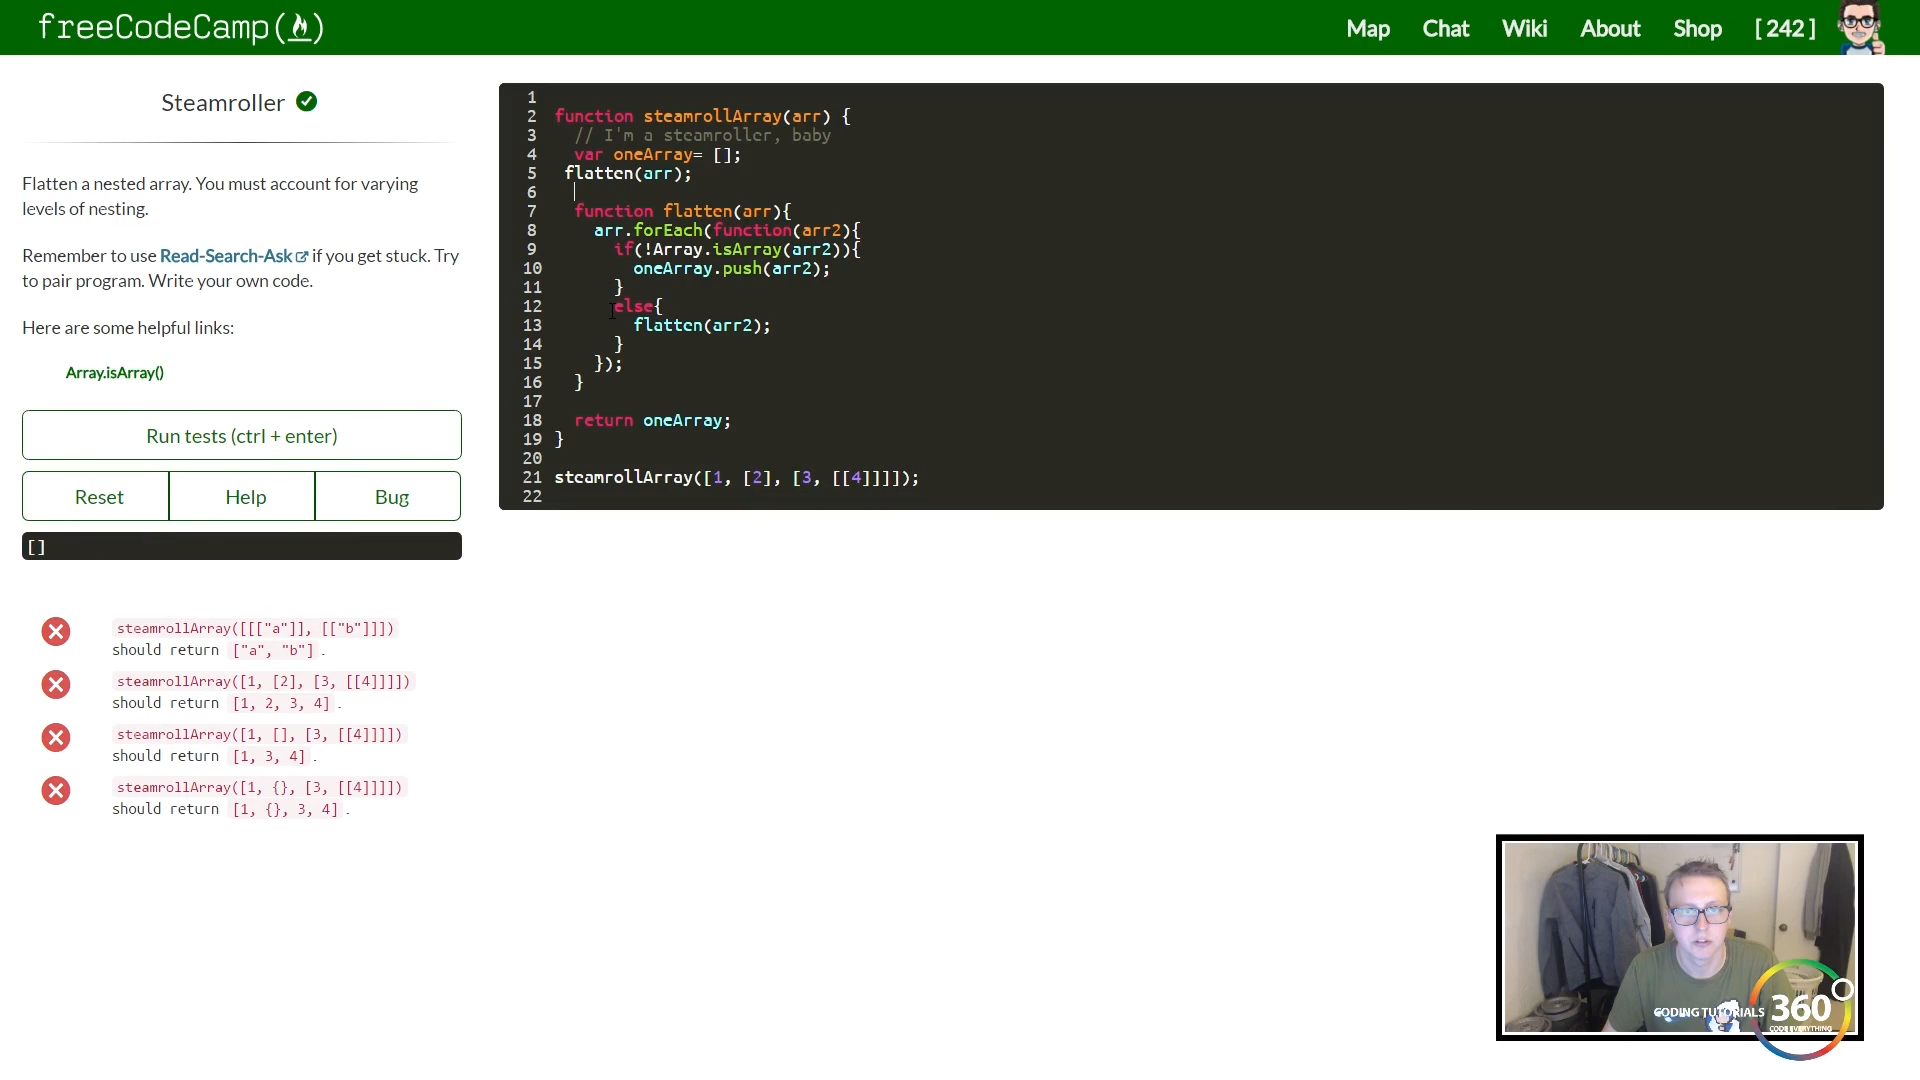 freeCodeCamp(🔥)
Map Chat Wiki About Shop [ 242 ]
Steamroller
Flatten a nested array. You must account for varying
levels of nesting.
Remember to use Read-Search-Ask if you get stuck. Try
to pair program. Write your own code.
Here are some helpful links:
Array.isArray()
Run tests (ctrl + enter)
Reset Help Bug
[]
steamrollArray([[["a"]], [["b"]]])
should return ["a", "b"].
steamrollArray([1, [2], [3, [[4]]]])
should return [1, 2, 3, 4].
steamrollArray([1, [], [3, [[4]]]])
should return [1, 3, 4].
steamrollArray([1, {}, [3, [[4]]]])
should return [1, {}, 3, 4].
1
2 function steamrollArray(arr) {
3 // I'm a steamroller, baby
4 var oneArray= [];
5 flatten(arr);
6
7 function flatten(arr){
8 arr.forEach(function(arr2){
9 if(!Array.isArray(arr2)){
10 oneArray.push(arr2);
11 }
12 else{
13 flatten(arr2);
14 }
15 });
16 }
17
18 return oneArray;
19 }
20
21 steamrollArray([1, [2], [3, [[4]]]]);
22
CODING TUTORIALS 360
CODE EVERYTHING